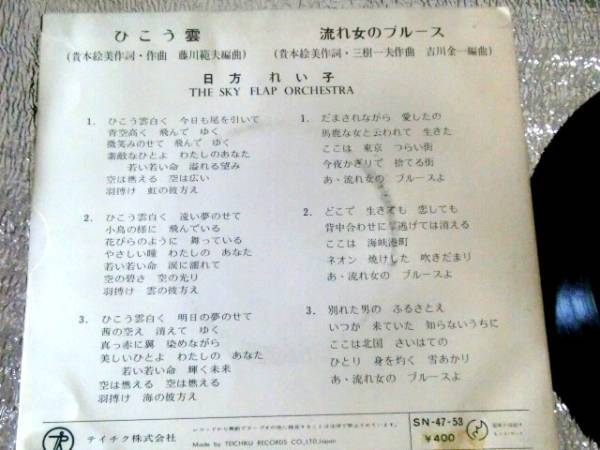 ひこう雲
(貴本絵美作詞・作曲 藤川範夫編曲)
流れ女のブルース
(貴本絵美作詞・三樹一夫作曲 吉川金一編曲)
日方 れい子
THE SKY FLAP ORCHESTRA
1. ひこう雲白く 今日も尾を引いて
青空高く 飛んで ゆく
微笑みのせて 飛んで ゆく
素敵なひとよ わたしのあなた
若い若い命 溢れる望み
空は燃える 空は広い
羽搏け 虹の彼方え
2. ひこう雲白く 遠い夢のせて
小鳥の様に 飛んでいる
花びらのように 舞っている
やさしい瞳 わたしの あなた
若い若い命 涙に濡れて
空の碧さ 空の光り
羽搏け 雲の彼方え
3. ひこう雲白く 明日の夢のせて
茜の空え 消えて ゆく
真っ赤に翼 染めながら
美しいひとよ わたしの あなた
若い若い命 輝く未来
空は燃える 空は燃える
羽搏け 海の彼方え
1. だまされながら 愛したの
馬鹿な女と云われて 生きた
ここは 東京 つらい街
今夜かぎりで 捨てる街
あ・流れ女の ブルースよ
2. どこで 生きても 恋しても
背中合わせに 逃げては消える
ここは 海峡港町
ネオン 焼けした 吹きだまり
あ・流れ女の ブルースよ
3. 別れた男の ふるさとえ
いつか 来ていた 知らないうちに
ここは北国 さいはての
ひとり 身を灼く 雪あかり
あ・流れ女の ブルースよ
テイチク株式会社
Made by TEICHIKU RECORDS CO.,LTD.Japan
SN-47-53
¥400